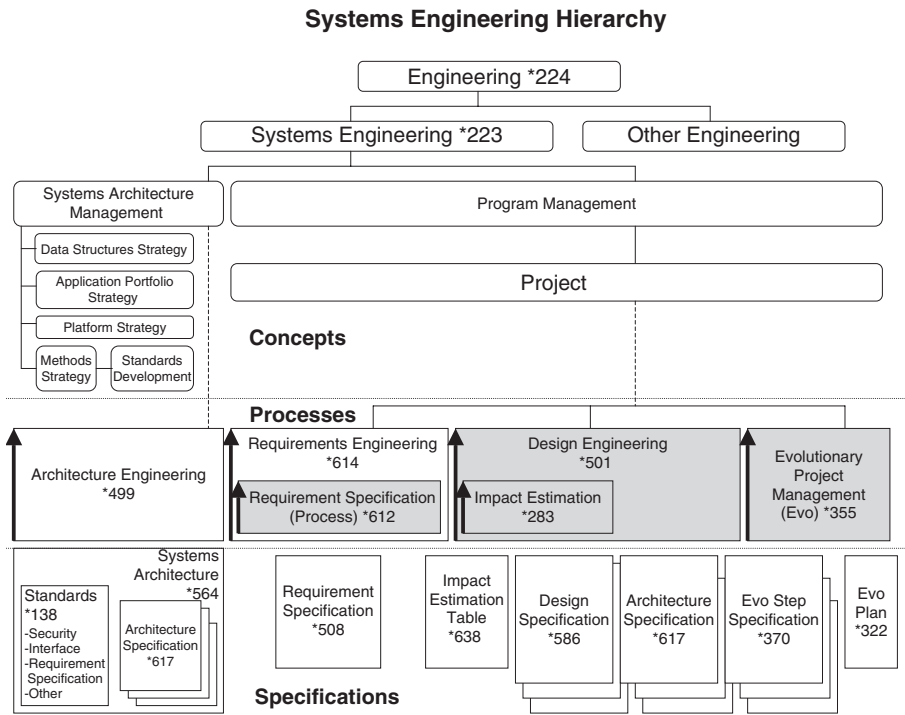 Systems Engineering Hierarchy
Engineering *224
Systems Engineering *223
Other Engineering
Systems Architecture
Management
Program Management
Data Structures Strategy
Application Portfolio
Strategy
Platform Strategy
Methods
Strategy
Standards
Development
Project
Concepts
Processes
Architecture Engineering
*499
Requirements Engineering
*614
Requirement Specification
(Process) *612
Design Engineering
*501
Impact Estimation
*283
Evolutionary
Project
Management
(Evo) *355
Systems
Architecture
*564
Standards
*138
-Security
-Interface
-Requirement
Specification
-Other
Architecture
Specification
*617
Requirement
Specification
*508
Impact
Estimation
Table
*638
Design
Specification
*586
Architecture
Specification
*617
Evo Step
Specification
*370
Evo
Plan
*322
Specifications